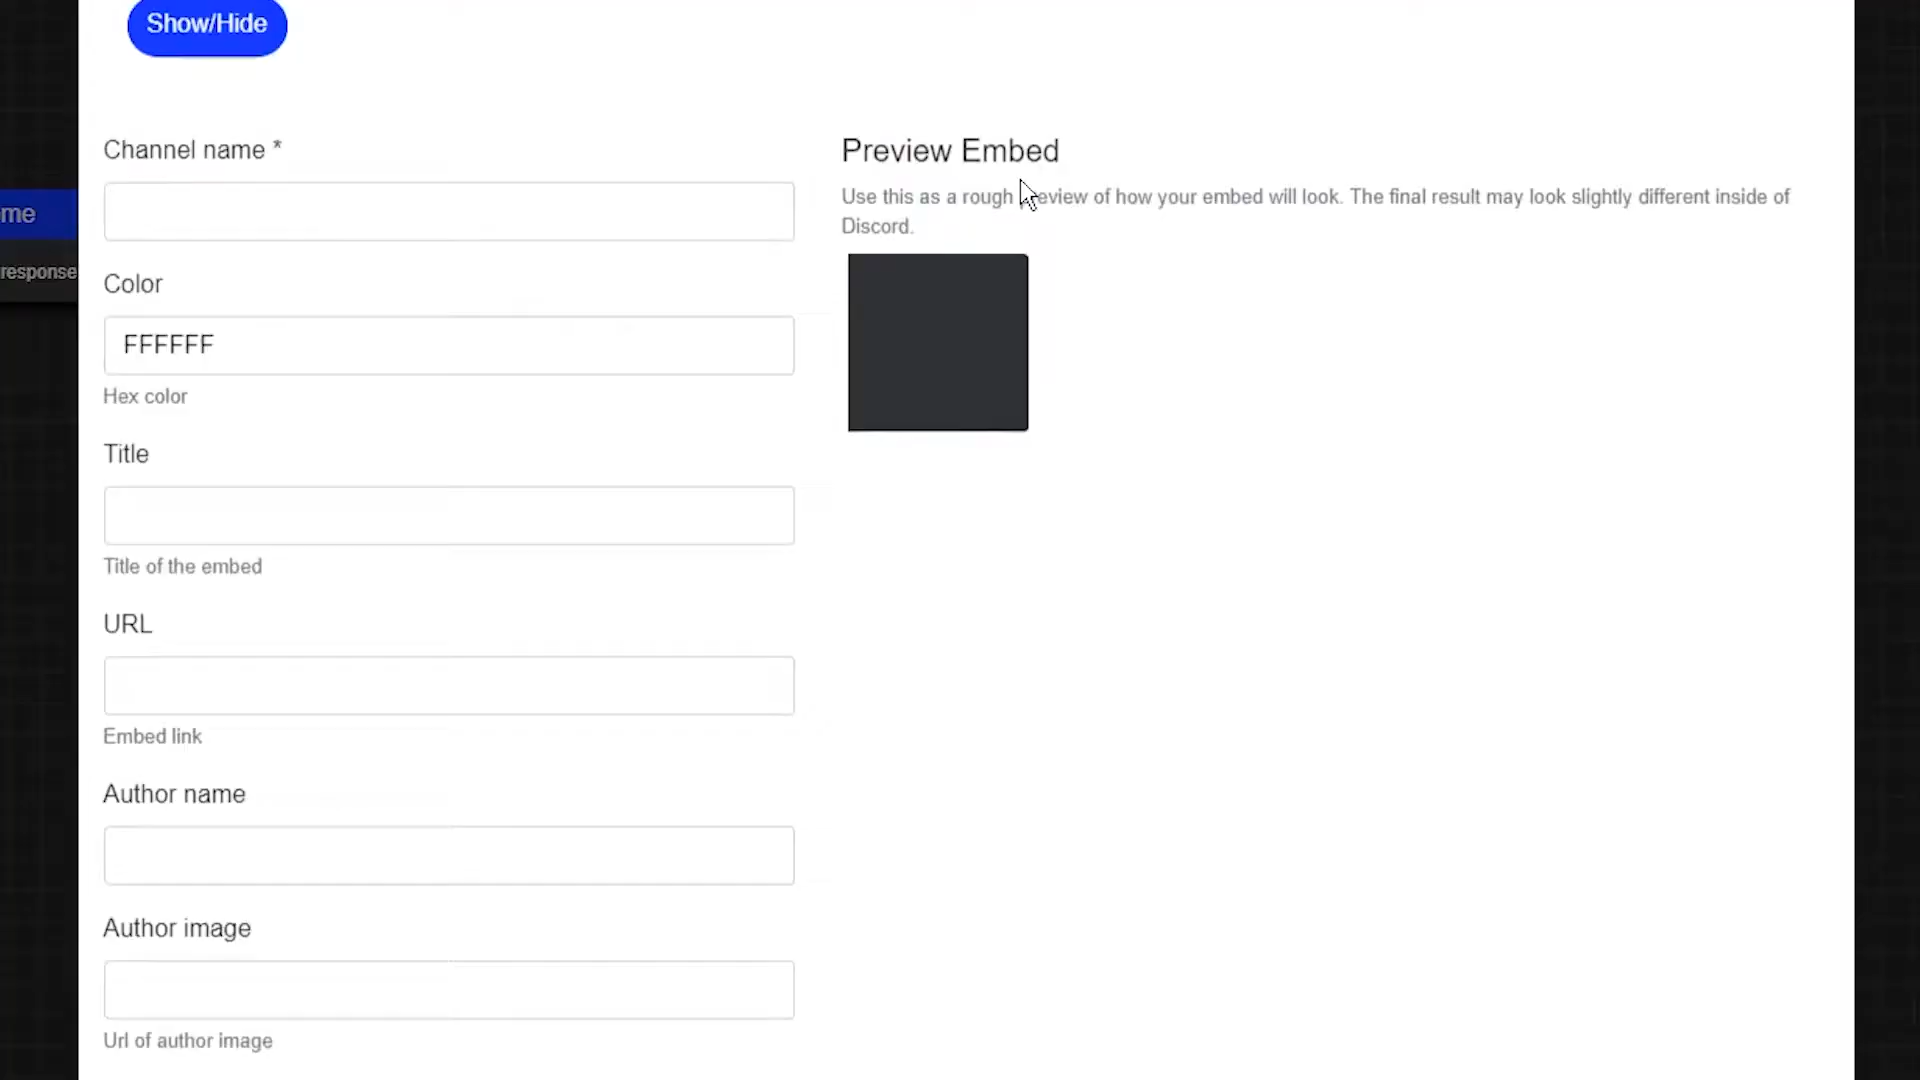 Show/Hide
Channel name *
Color
FFFFFF
Hex color
Title
Title of the embed
URL
Embed link
Author name
Author image
Url of author image
Preview Embed
Use this as a rough preview of how your embed will look. The final result may look slightly different inside of
Discord.
me
response